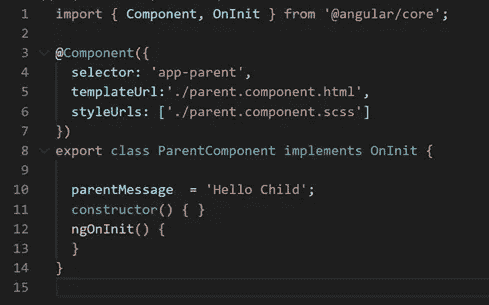 1 import { Component, OnInit } from '@angular/core';
2
3 @Component({
4   selector: 'app-parent',
5   templateUrl:'./parent.component.html',
6   styleUrls: ['./parent.component.scss']
7 })
8 export class ParentComponent implements OnInit {
9
10   parentMessage  = 'Hello Child';
11   constructor() { }
12   ngOnInit() {
13   }
14 }
15